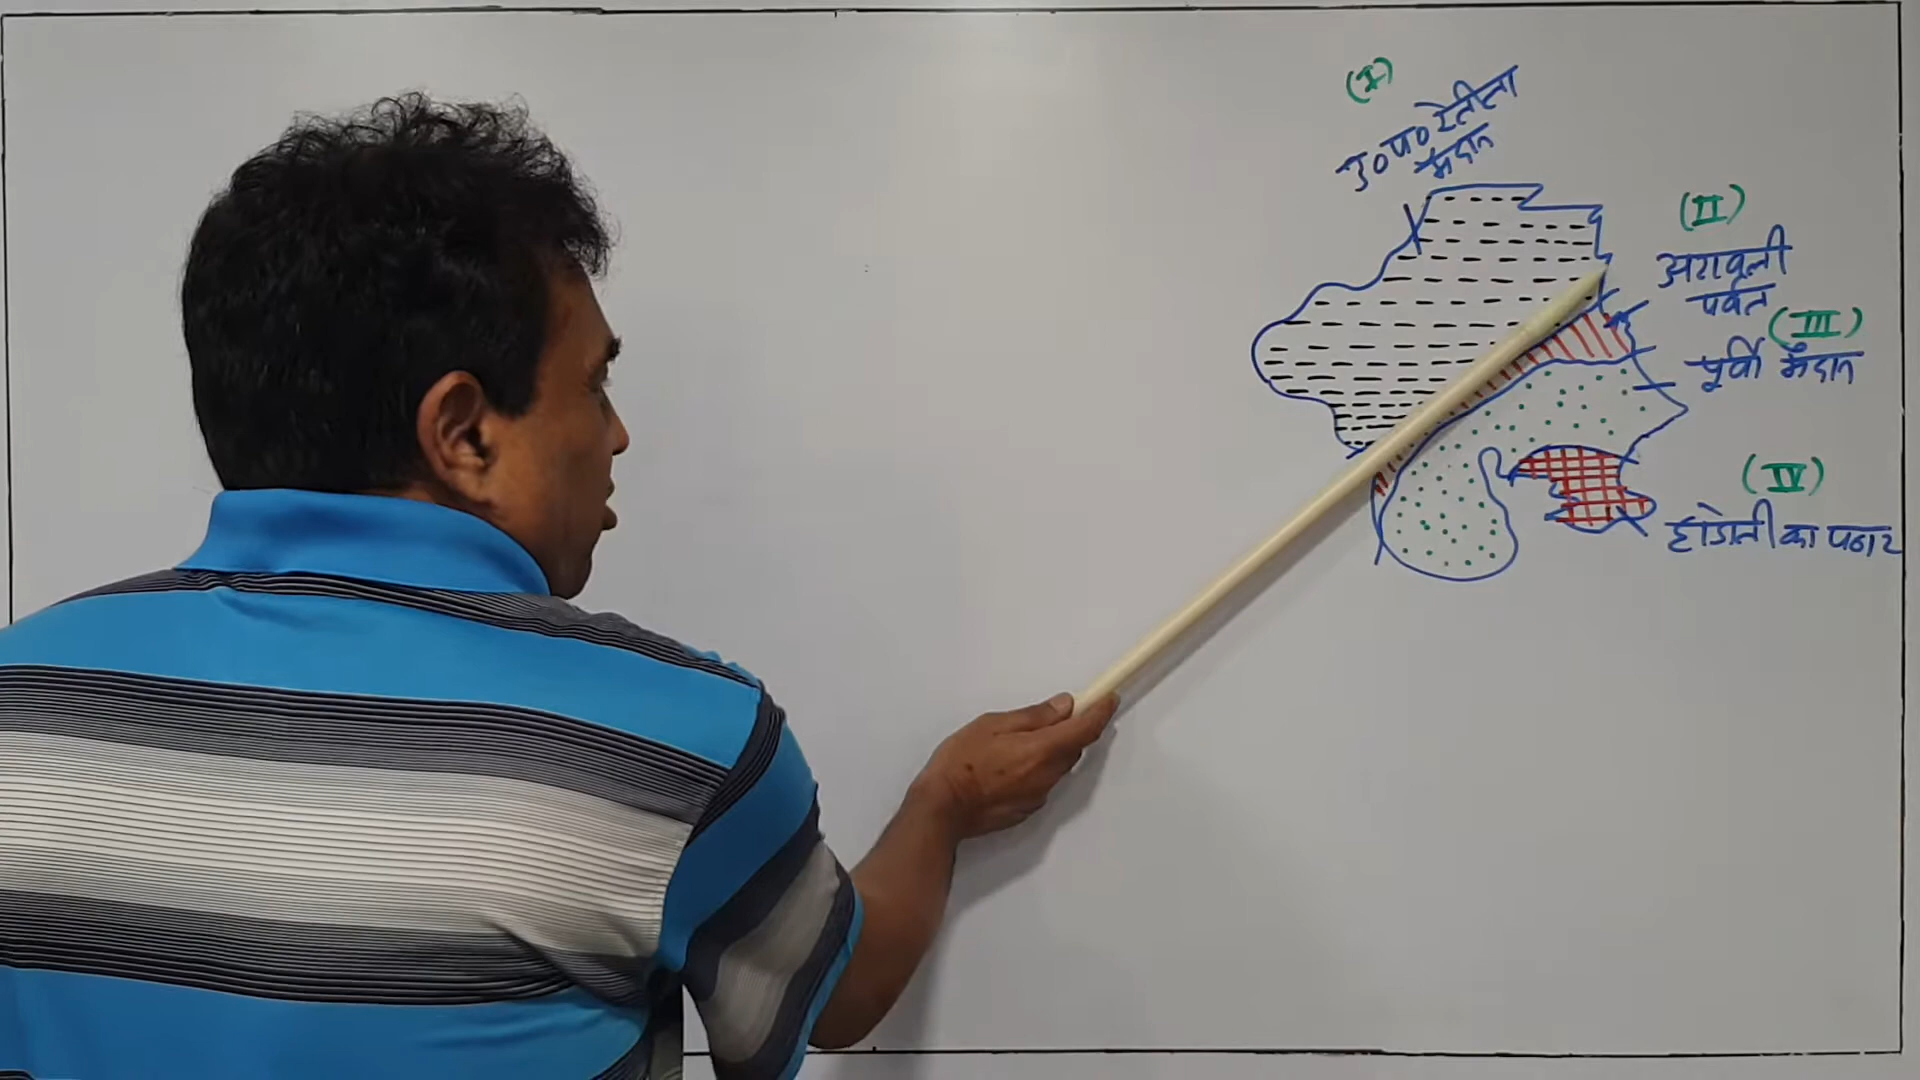 (I)
उ०प० रेतीला
मैदान
(II)
अरावली
पर्वत
(III)
पूर्वी मैदान
(IV)
हाडोती का पठार